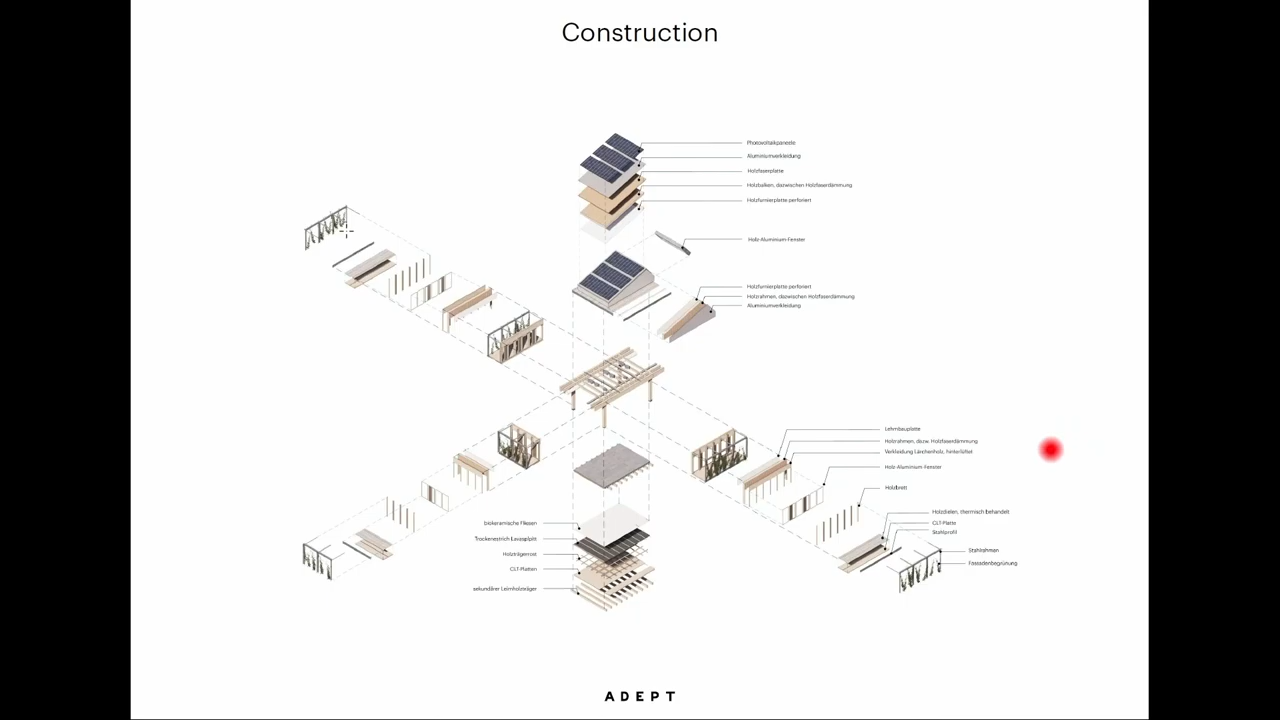 Construction
Photovoltaikpaneele
Aluminiumverkleidung
Holzfaserplatte
Holzbalken, dazwischen Holzfaserdämmung
Holzfurnierplatte perforiert
Holz-Aluminium-Fenster
Holzfurnierplatte perforiert
Holzrahmen, dazwischen Holzfaserdämmung
Aluminiumverkleidung
Lehmbauplatte
Holzrahmen, dazw. Holzfaserdämmung
Verkleidung Lärchenholz, hinterlüftet
Holz-Aluminium-Fenster
Holzbrett
Holzdielen, thermisch behandelt
CLT-Platte
Stahlprofil
Stahlrahmen
Fassadenbegrünung
biokeramische Fliesen
Trockenestrich Lavasplitt
Holzträgerrost
CLT-Platten
sekundärer Leimholzträger
ADEPT